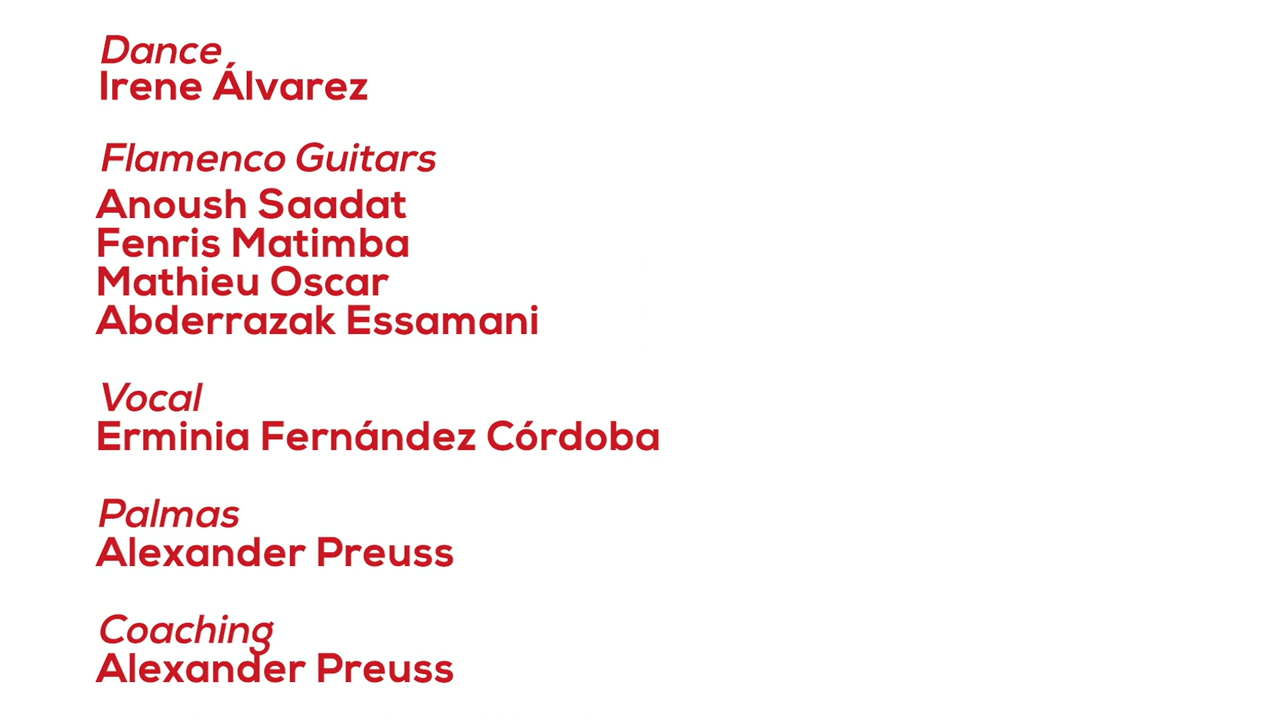 Dance
Irene Álvarez
Flamenco Guitars
Anoush Saadat
Fenris Matimba
Mathieu Oscar
Abderrazak Essamani
Vocal
Erminia Fernández Córdoba
Palmas
Alexander Preuss
Coaching
Alexander Preuss